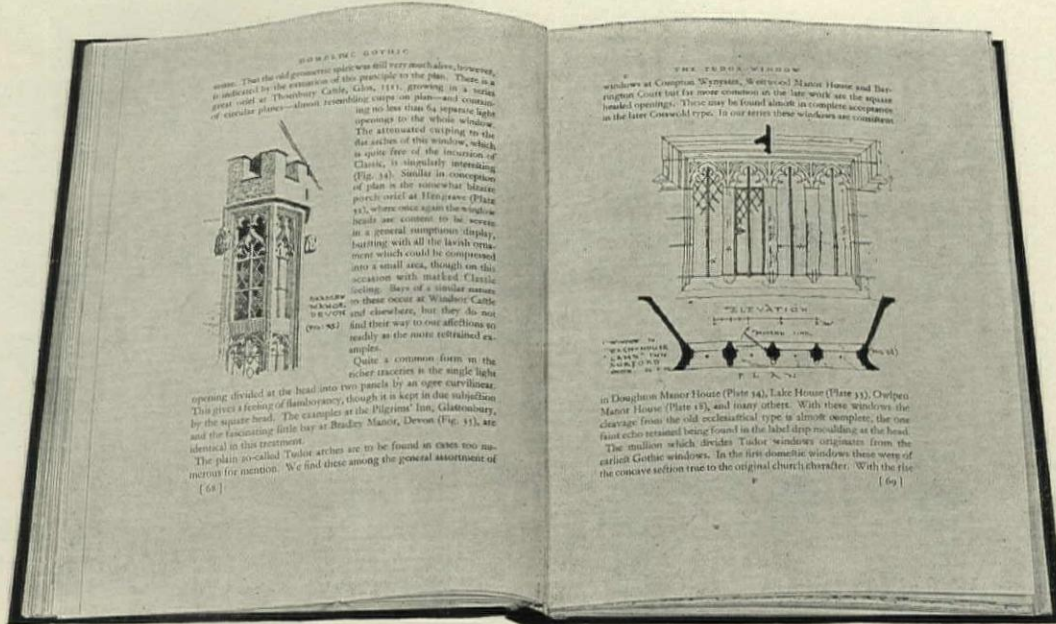 DOMESTIC GOTHIC
sense. That the old geometric spirit was still very much alive, however,
is indicated by the extension of this principle to the plan. There is a
great oriel at Thornbury Castle, Glos, 1511, growing in a series
of circular planes—almost resembling cusps on plan—and contain-
ing no less than 64 separate light
openings to the whole window.
The attenuated cusping to the
flat arches of this window, which
is quite free of the incursion of
Classic, is singularly interesting
(Fig. 34). Similar in conception
of plan is the somewhat bizarre
porch oriel at Hengrave (Plate
52), where once again the window
heads are content to be severe
in a general sumptuous display,
bursting with all the lavish orna-
ment which could be compressed
into a small area, though on this
occasion with marked Classic
feeling. Bays of a similar nature
to these occur at Windsor Castle
and elsewhere, but they do not
find their way to our affections so
readily as the more restrained ex-
amples.
Quite a common form in the
richer traceries is the single light
opening divided at the head into two panels by an ogee curvilinear.
This gives a feeling of flamboyancy, though it is kept in due subjection
by the square head. The examples at the Pilgrims' Inn, Glastonbury,
and the fascinating little bay at Bradley Manor, Devon (Fig. 35), are
identical in this treatment.
The plain so-called Tudor arches are to be found in cases too nu-
merous for mention. We find these among the general assortment of
[68]
BRADLEY
MANOR,
DEVON
(FIG: 35)
THE TUDOR WINDOW
windows at Compton Wynyates, Westwood Manor House and Bar-
rington Court but far more common in the late work are the square
headed openings. These may be found almost in complete acceptance
in the later Cotswold type. In our series these windows are consistent
ELEVATION
PLAN
in Doughton Manor House (Plate 54), Lake House (Plate 55), Owlpen
Manor House (Plate 18), and many others. With these windows the
cleavage from the old ecclesiastical type is almost complete, the one
faint echo retained being found in the label drip moulding at the head.
The mullion which divides Tudor windows originates from the
earliest Gothic windows. In the first domestic windows these were of
the concave section true to the original church character. With the rise
F
[69]